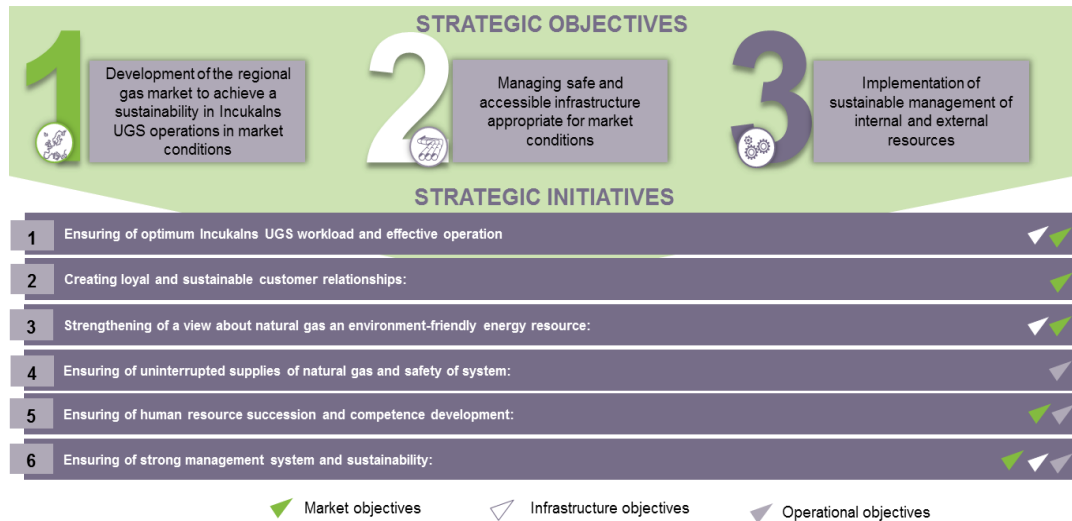 STRATEGIC OBJECTIVES
1
Development of the regional
gas market to achieve a
sustainability in Incukalns
UGS operations in market
conditions
2
Managing safe and
accessible infrastructure
appropriate for market
conditions
3
Implementation of
sustainable management of
internal and external
resources
STRATEGIC INITIATIVES
1 Ensuring of optimum Incukalns UGS workload and effective operation
2 Creating loyal and sustainable customer relationships:
3 Strengthening of a view about natural gas an environment-friendly energy resource:
4 Ensuring of uninterrupted supplies of natural gas and safety of system:
5 Ensuring of human resource succession and competence development:
6 Ensuring of strong management system and sustainability:
Market objectives Infrastructure objectives Operational objectives